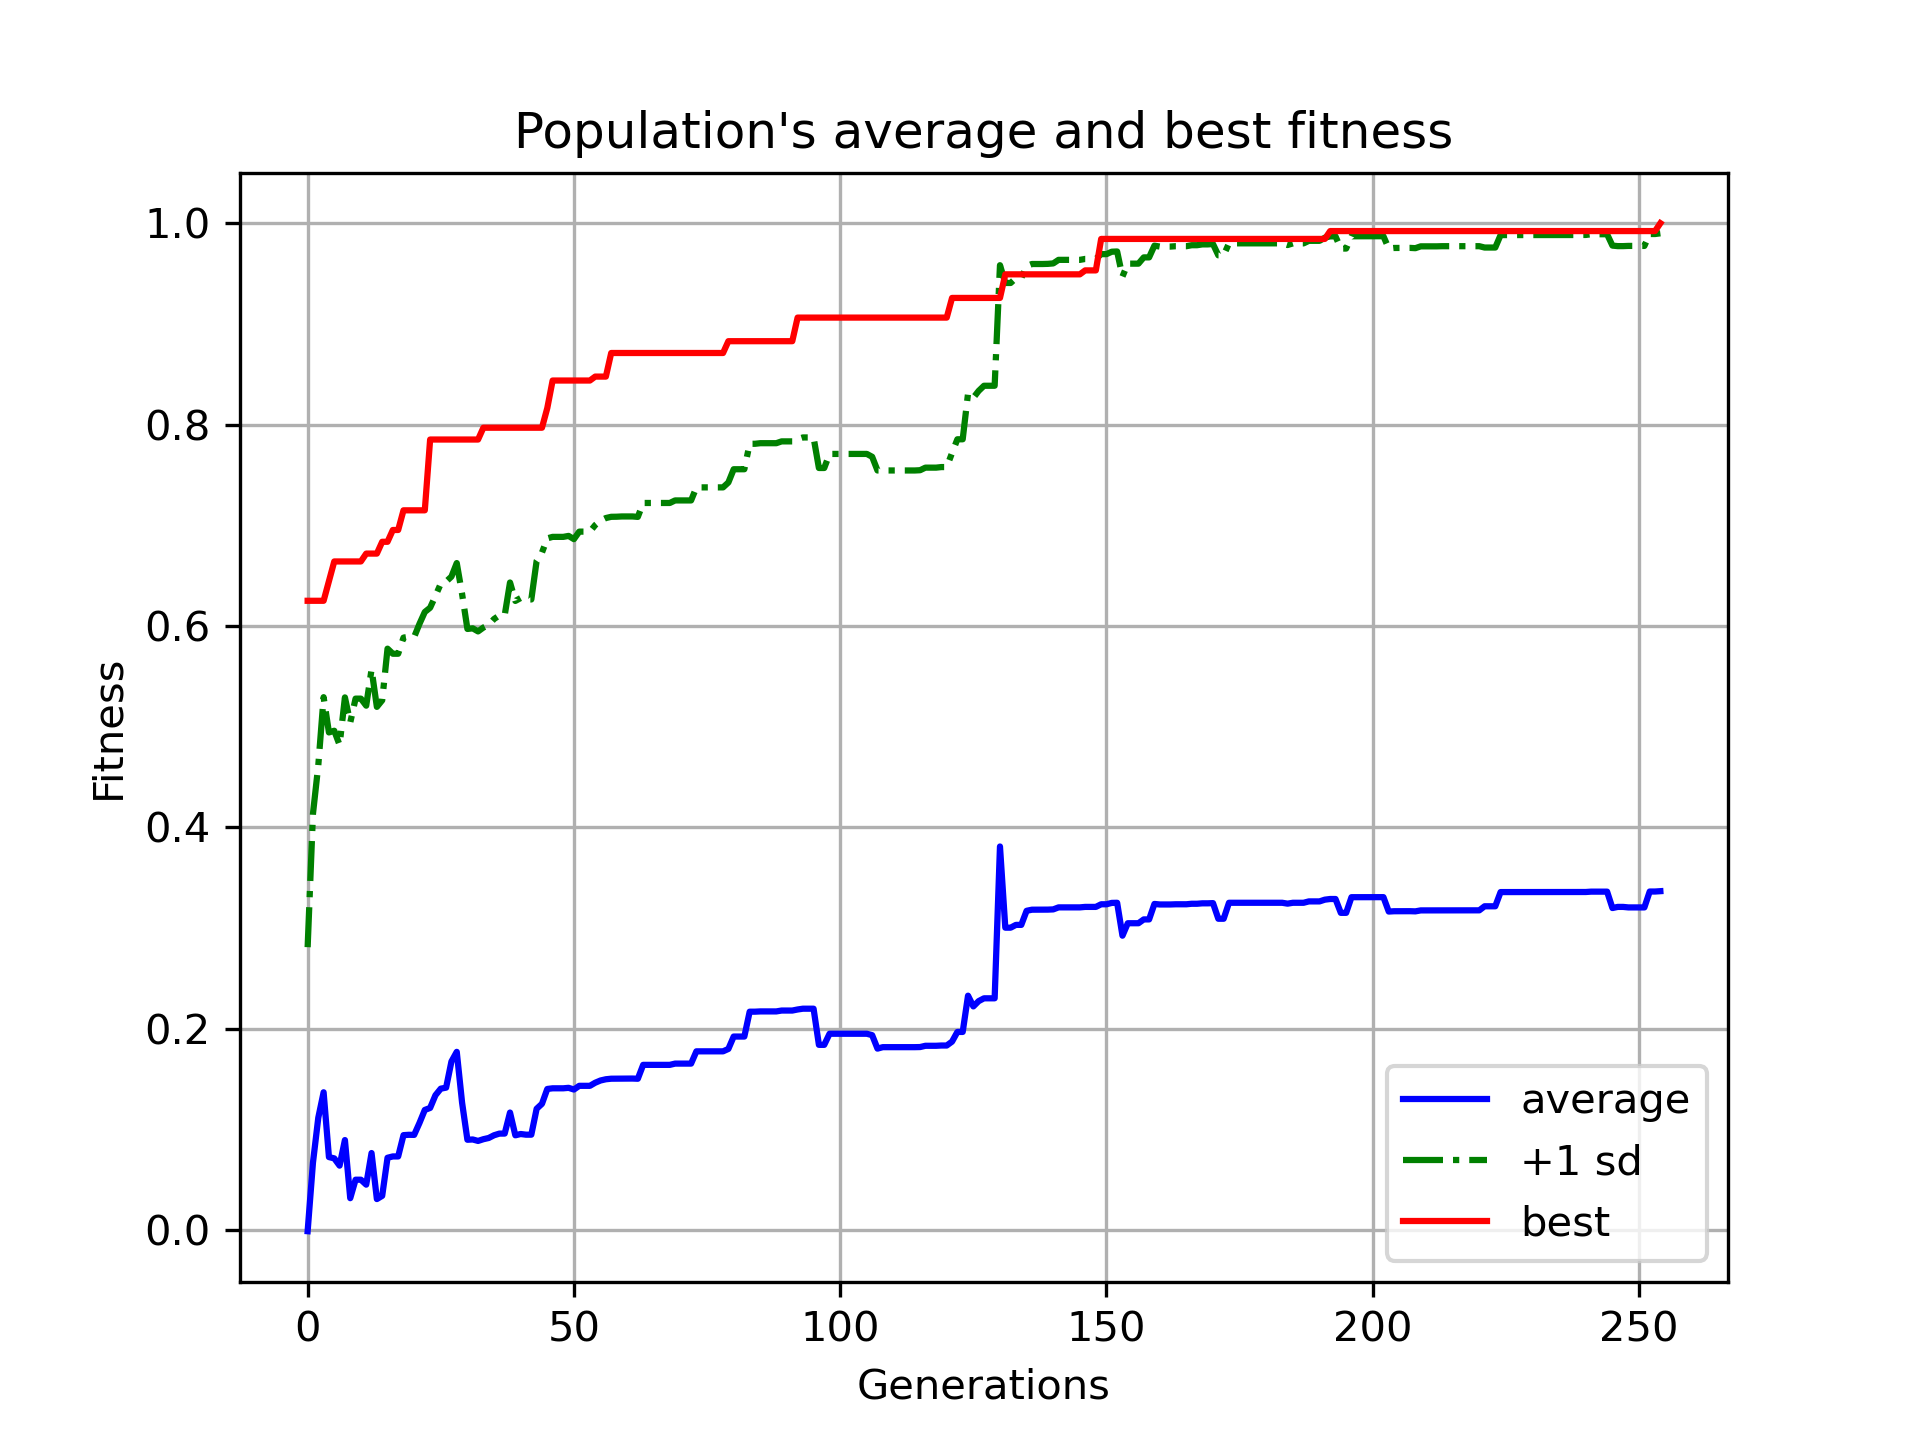 Population's average and best fitness
1.0
0.8
0.6
0.4
0.2
0.0
Fitness
average
+1 sd
best
0 50 100 150 200 250
Generations